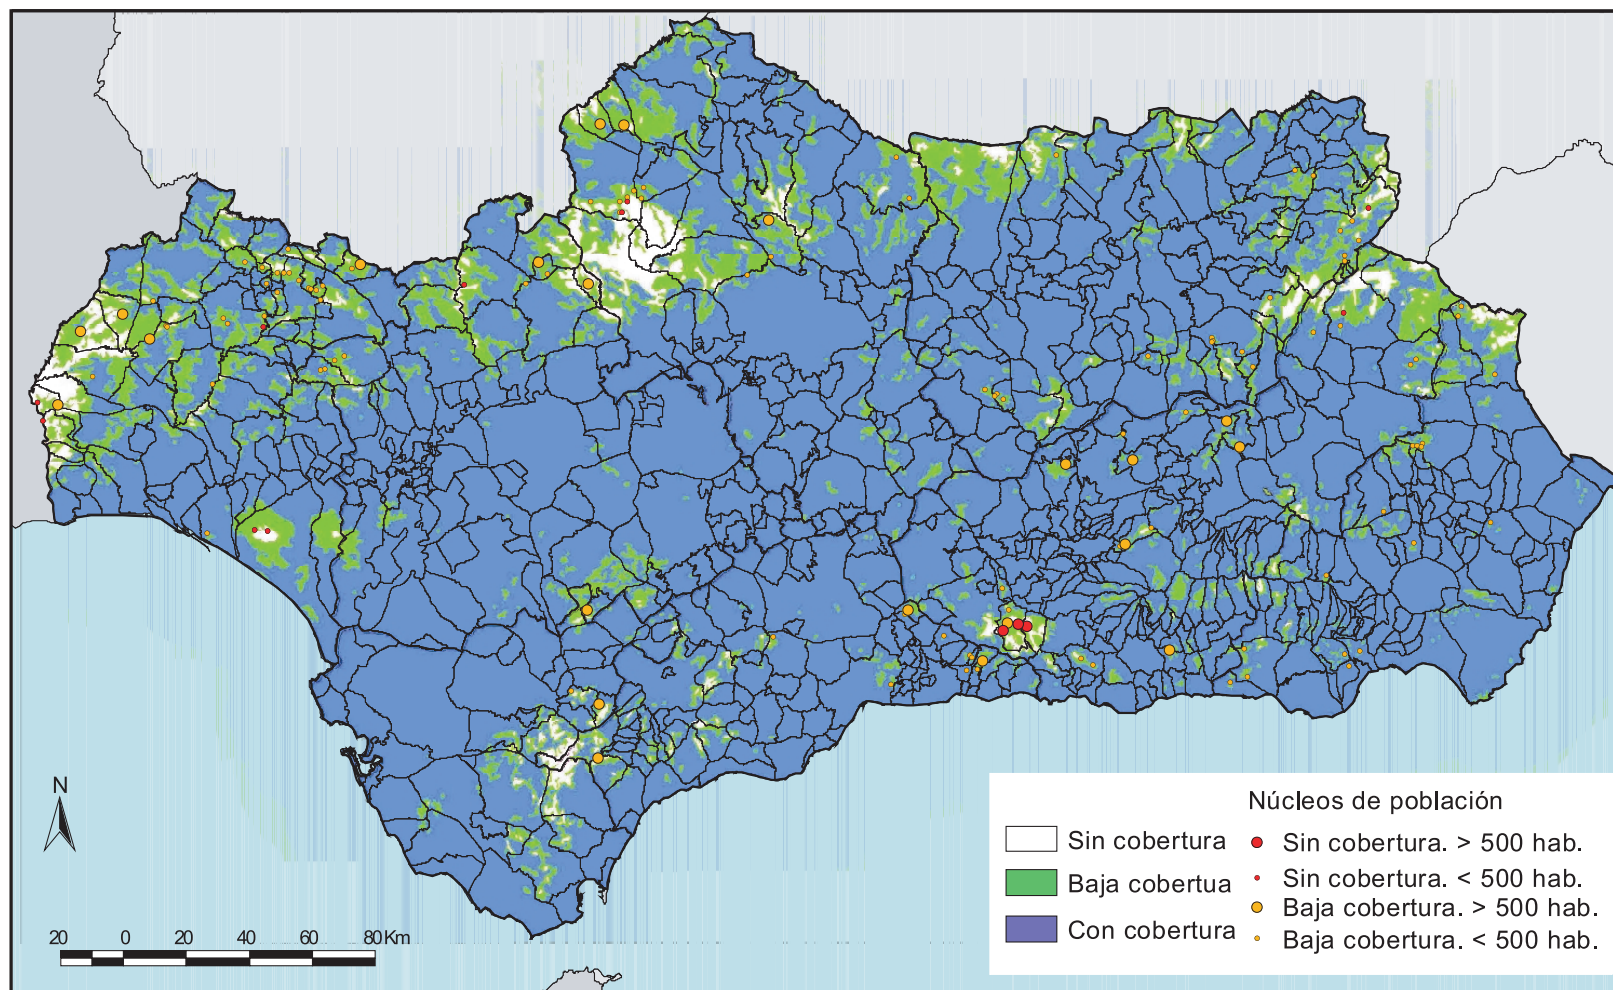 N
20 0 20 40 60 80Km
Núcleos de población
Sin cobertura
Baja cobertua
Con cobertura
Sin cobertura. > 500 hab.
Sin cobertura. < 500 hab.
Baja cobertura. > 500 hab.
Baja cobertura. < 500 hab.